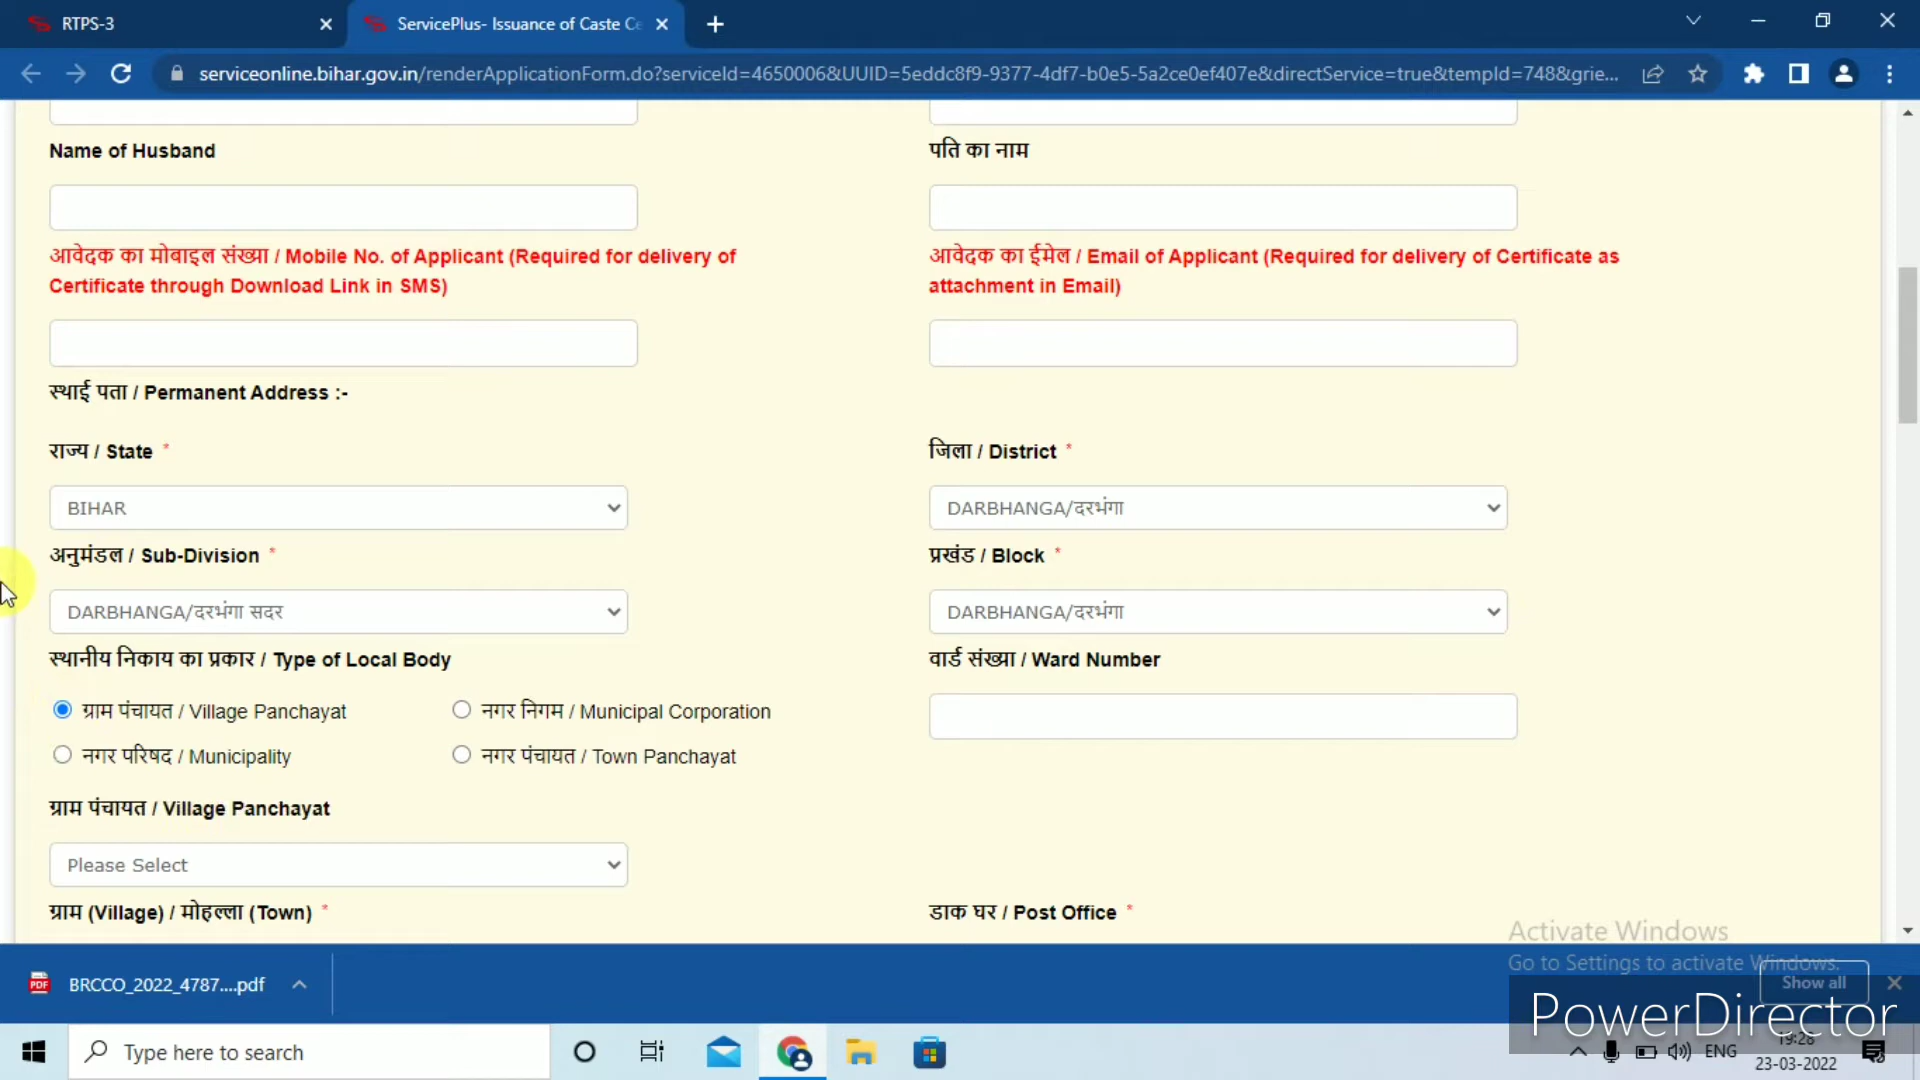 RTPS-3
ServicePlus- Issuance of Caste Ce
serviceonline.bihar.gov.in/renderApplicationForm.do?serviceId=4650006&UUID=5eddc8f9-9377-4df7-b0e5-5a2ce0ef407e&directService=true&tempId=748&grie...
Name of Husband
पति का नाम
आवेदक का मोबाइल संख्या / Mobile No. of Applicant (Required for delivery of
Certificate through Download Link in SMS)
आवेदक का ईमेल / Email of Applicant (Required for delivery of Certificate as
attachment in Email)
स्थाई पता / Permanent Address :-
राज्य / State *
जिला / District *
BIHAR
DARBHANGA/दरभंगा
अनुमंडल / Sub-Division *
प्रखंड / Block *
DARBHANGA/दरभंगा सदर
DARBHANGA/दरभंगा
स्थानीय निकाय का प्रकार / Type of Local Body
वार्ड संख्या / Ward Number
ग्राम पंचायत / Village Panchayat
नगर निगम / Municipal Corporation
नगर परिषद / Municipality
नगर पंचायत / Town Panchayat
ग्राम पंचायत / Village Panchayat
Please Select
ग्राम (Village) / मोहल्ला (Town) *
डाक घर / Post Office *
Activate Windows
Go to Settings to activate Windows.
PDF
BRCCO_2022_4787....pdf
Show all
PowerDirector
Type here to search
ENG
19:28
23-03-2022